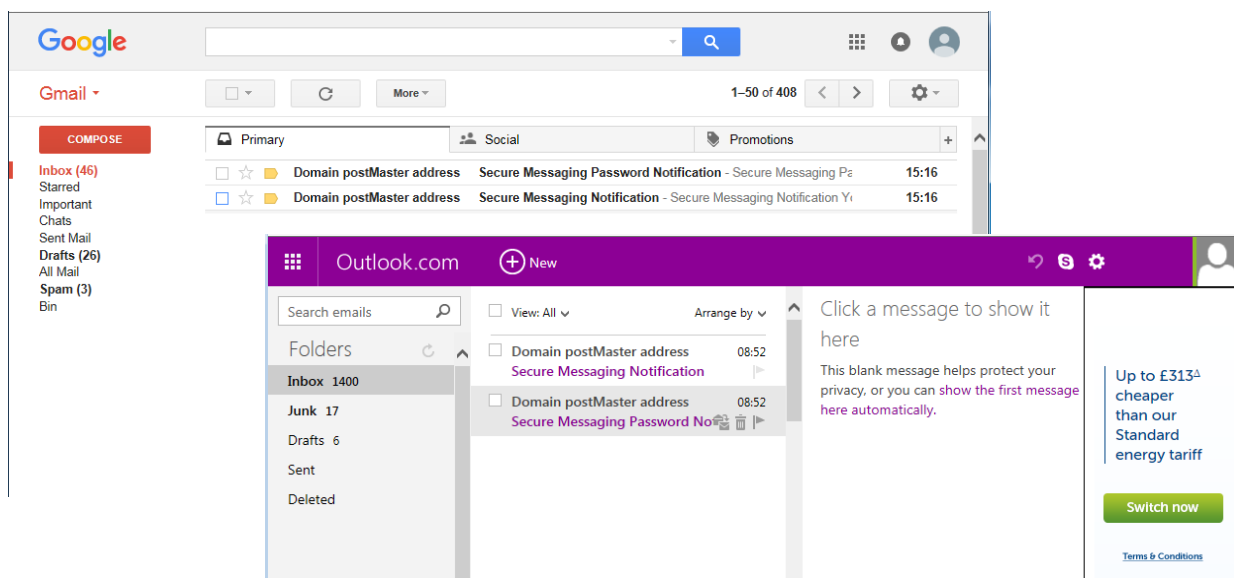 Google
Gmail
More
1–50 of 408
COMPOSE
Primary
Social
Promotions
+
Inbox (46)
Starred
Important
Chats
Sent Mail
Drafts (26)
All Mail
Spam (3)
Bin
Domain postMaster address Secure Messaging Password Notification - Secure Messaging Pa 15:16
Domain postMaster address Secure Messaging Notification - Secure Messaging Notification Yo 15:16
Outlook.com
New
Search emails
Folders
Inbox 1400
Junk 17
Drafts 6
Sent
Deleted
View: All
Arrange by
Domain postMaster address 08:52
Secure Messaging Notification
Domain postMaster address 08:52
Secure Messaging Password No
Click a message to show it
here
This blank message helps protect your
privacy, or you can show the first message
here automatically.
Up to £313Δ
cheaper
than our
Standard
energy tariff
Switch now
Terms & Conditions